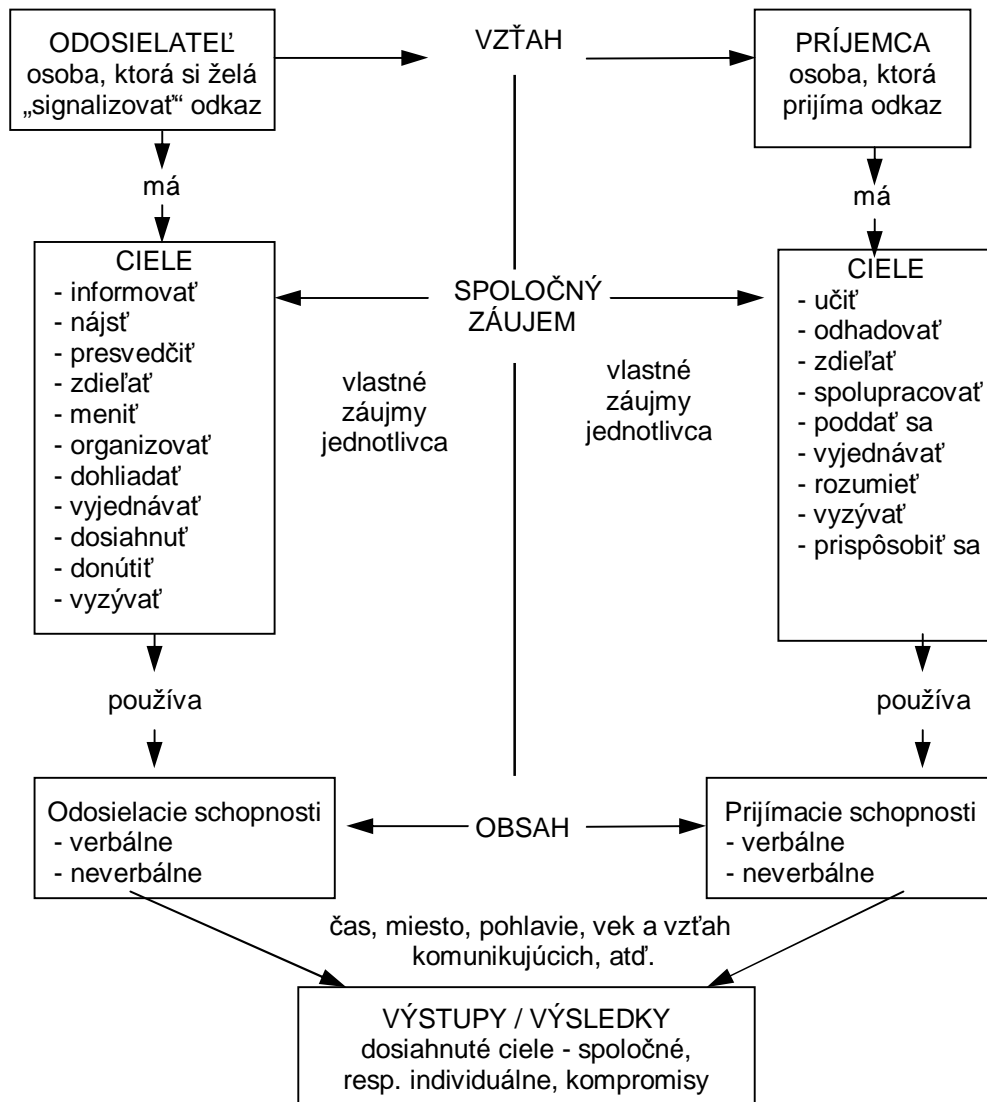 ODOSIELATEĽ
osoba, ktorá si želá
„signalizovať“ odkaz
VZŤAH
PRÍJEMCA
osoba, ktorá
prijíma odkaz
má
má
CIELE
- informovať
- nájsť
- presvedčiť
- zdieľať
- meniť
- organizovať
- dohliadať
- vyjednávať
- dosiahnuť
- donútiť
- vyzývať
SPOLOČNÝ
ZÁUJEM
vlastné
záujmy
jednotlivca
vlastné
záujmy
jednotlivca
CIELE
- učiť
- odhadovať
- zdieľať
- spolupracovať
- poddať sa
- vyjednávať
- rozumieť
- vyzývať
- prispôsobiť sa
používa
používa
Odosielacie schopnosti
- verbálne
- neverbálne
OBSAH
Prijímacie schopnosti
- verbálne
- neverbálne
čas, miesto, pohlavie, vek a vzťah
komunikujúcich, atď.
VÝSTUPY / VÝSLEDKY
dosiahnuté ciele - spoločné,
resp. individuálne, kompromisy